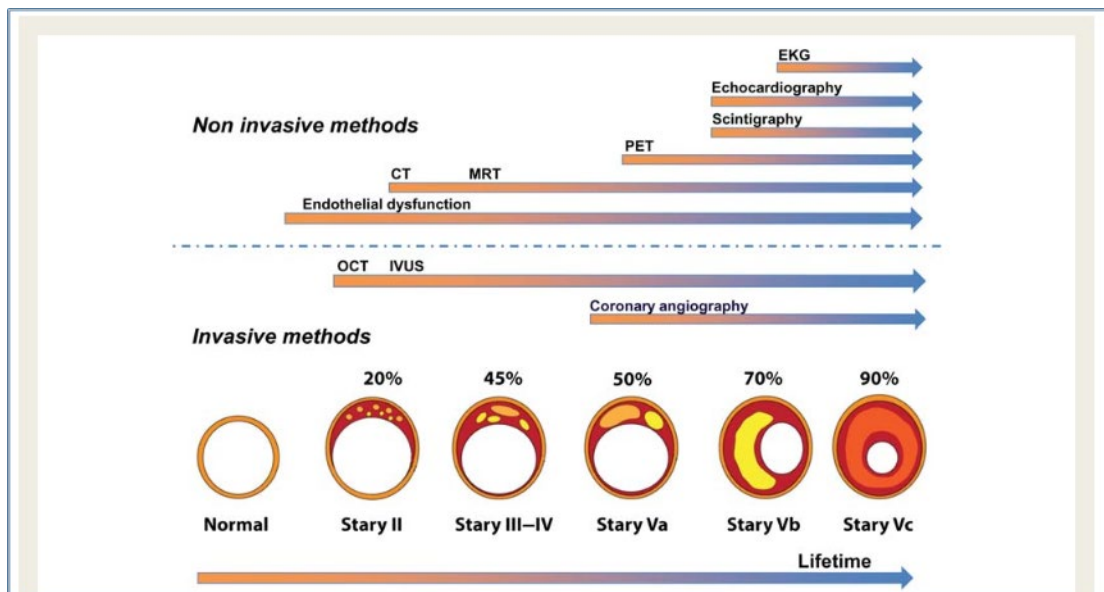 EKG
Echocardiography
Scintigraphy
Non invasive methods
PET
CT MRT
Endothelial dysfunction
OCT IVUS
Coronary angiography
Invasive methods
20% 45% 50% 70% 90%
Normal Stary II Stary III–IV Stary Va Stary Vb Stary Vc
Lifetime